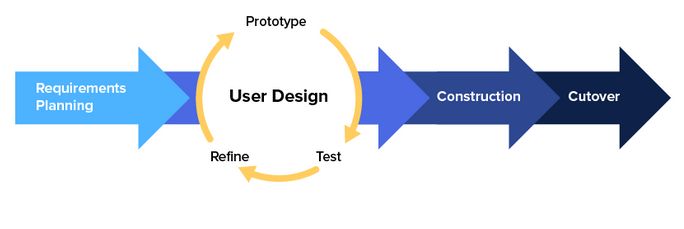 Prototype
Requirements
Planning
User Design
Construction
Cutover
Refine
Test